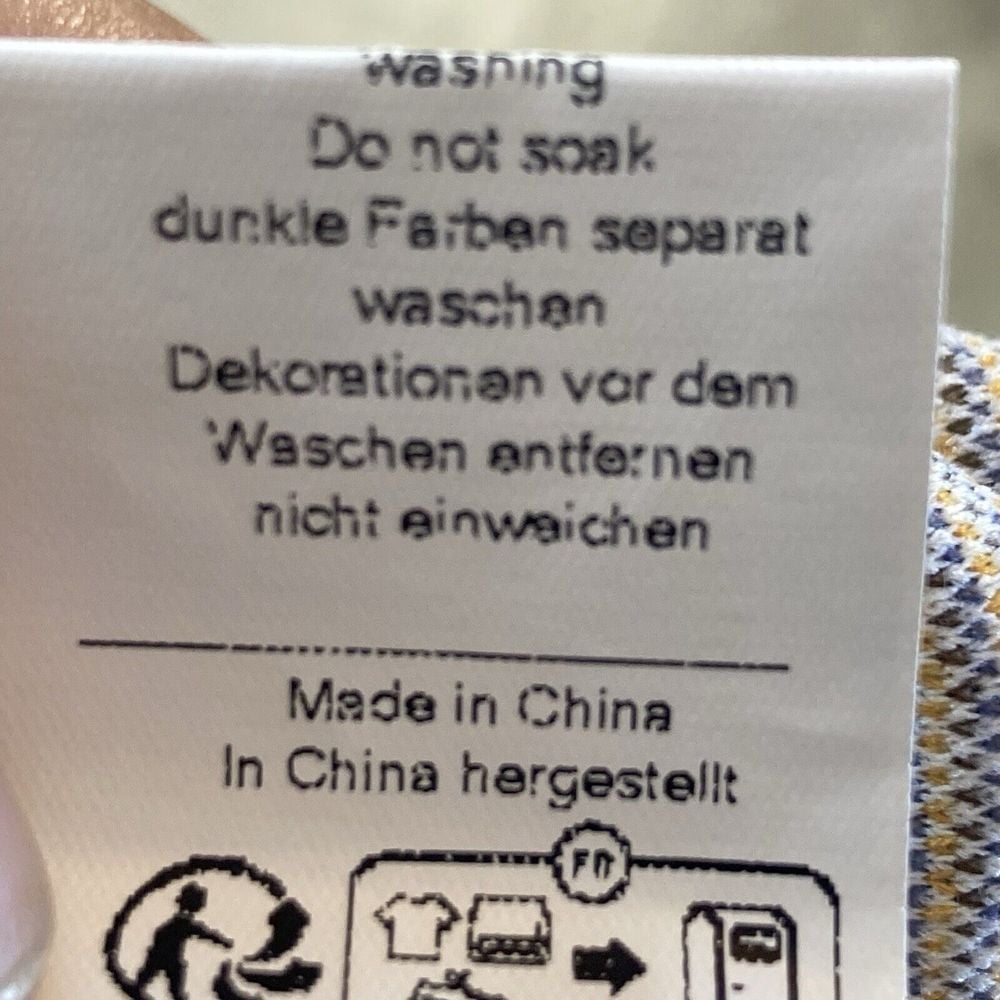 washing
Do not soak
dunkle Farben separat
waschen
Dekorationen vor dem
Waschen entfernen
nicht einweichen
Made in China
In China hergestellt
FR